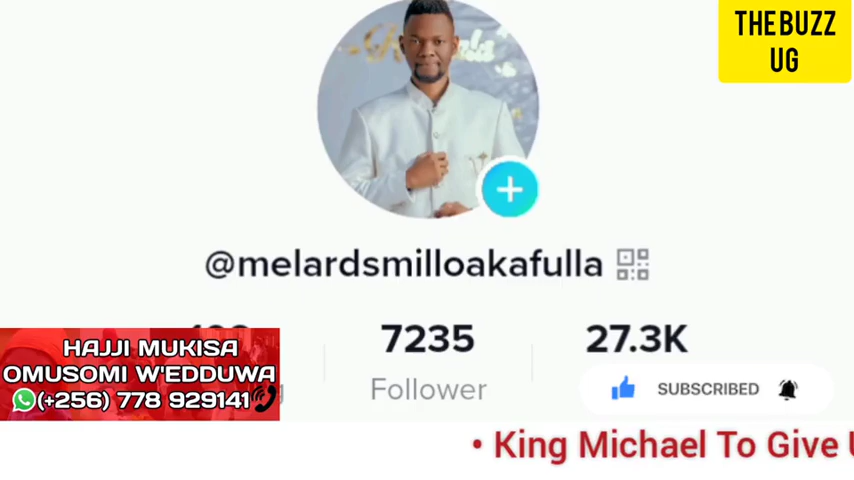 THE BUZZ
UG
@melardsmilloakafulla
7235
27.3K
Follower
HAJJI MUKISA
OMUSOMI W'EDDUWA
(+256) 778 929141
SUBSCRIBED
• King Michael To Give